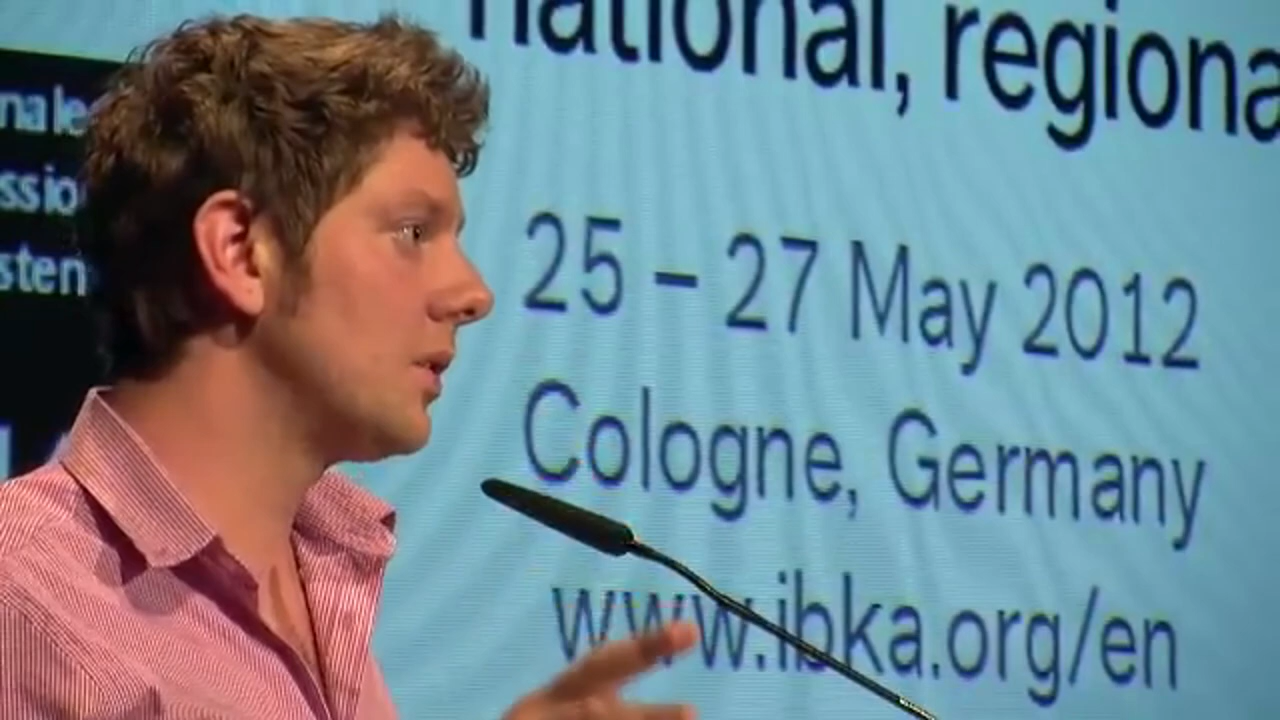 national, regiona
25 – 27 May 2012
Cologne, Germany
www.ibka.org/en